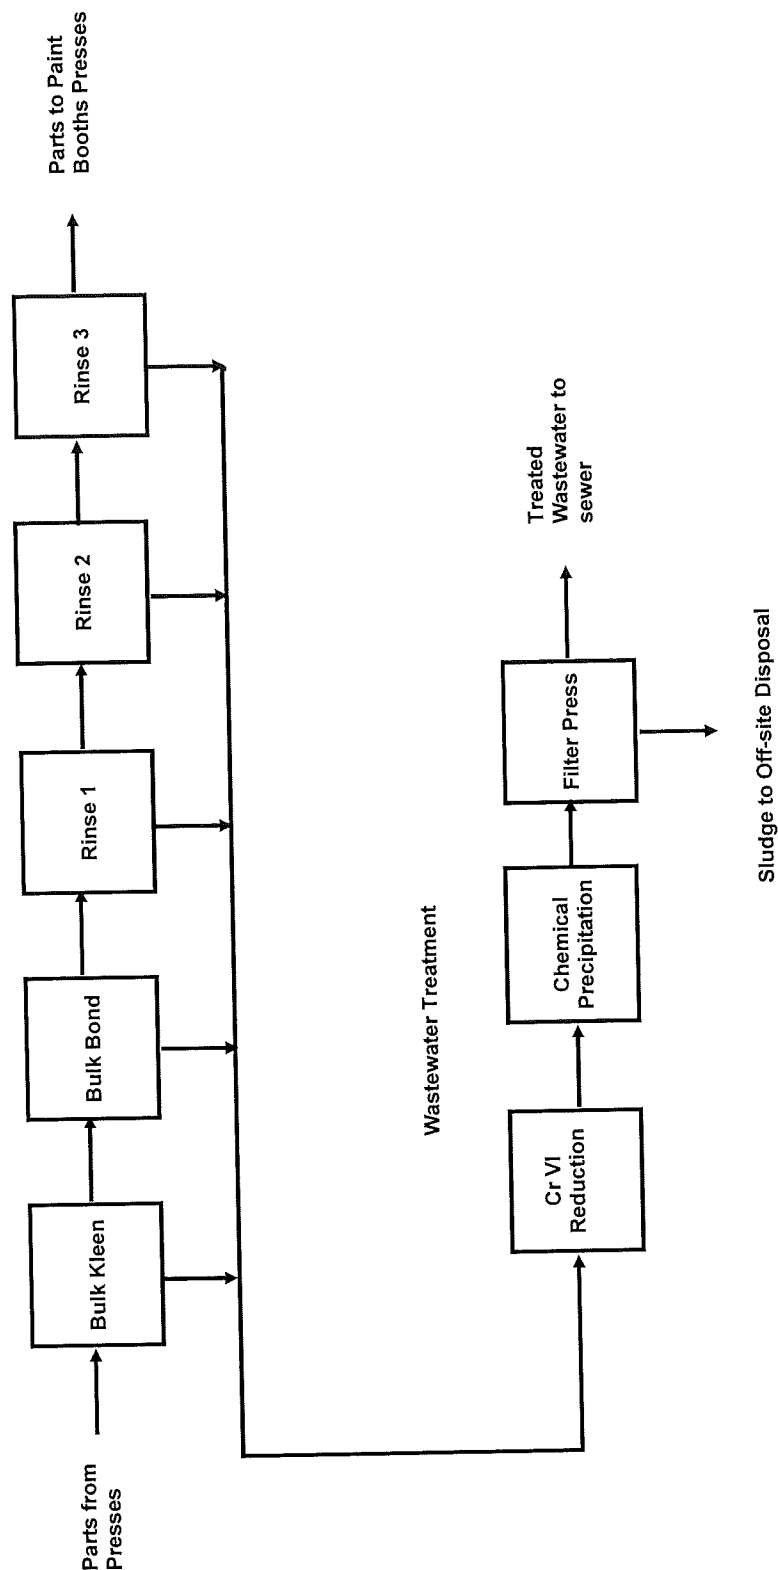 Parts from
Presses
Bulk Kleen
Bulk Bond
Rinse 1
Rinse 2
Rinse 3
Parts to Paint
Booths Presses
Wastewater Treatment
Cr VI
Reduction
Chemical
Precipitation
Filter Press
Treated
Wastewater to
sewer
Sludge to Off-site Disposal